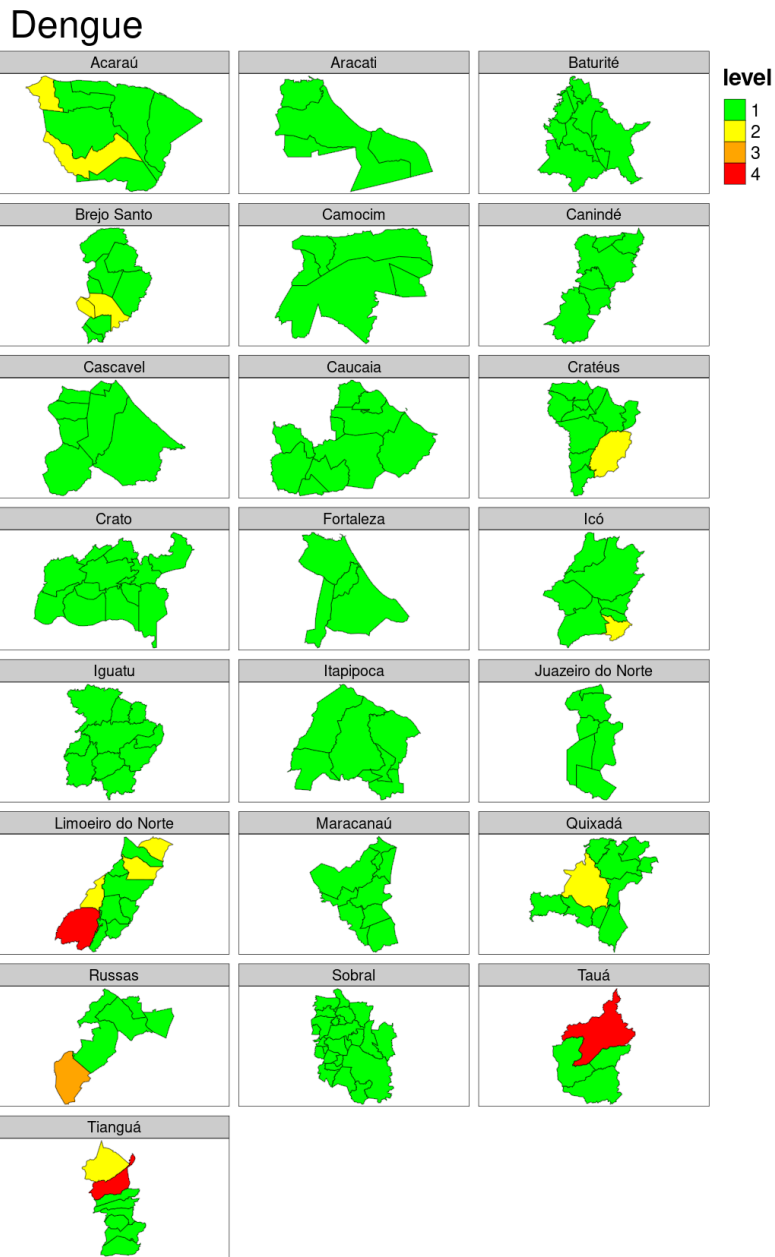 Dengue
Acaraú
Aracati
Baturité
level
1
2
3
4
Brejo Santo
Camocim
Canindé
Cascavel
Caucaia
Cratéus
Crato
Fortaleza
Icó
Iguatu
Itapipoca
Juazeiro do Norte
Limoeiro do Norte
Maracanaú
Quixadá
Russas
Sobral
Tauá
Tianguá